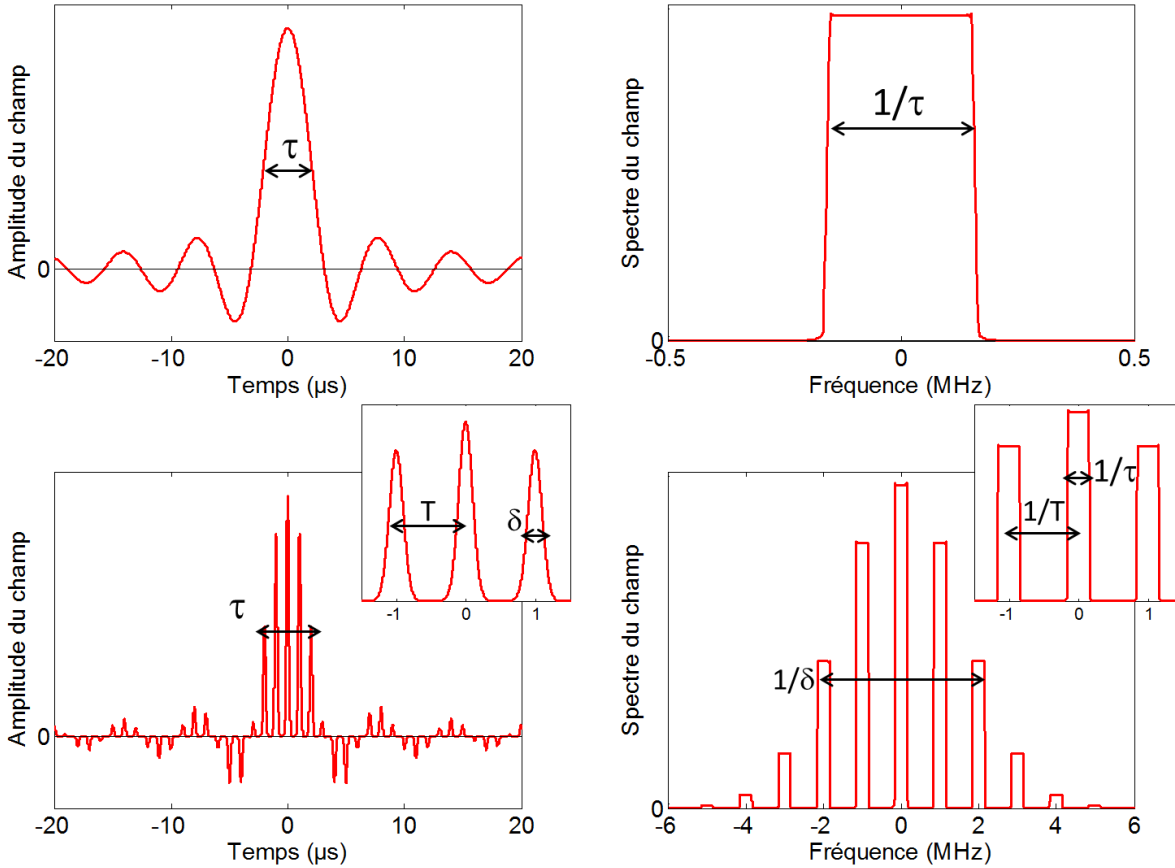 Amplitude du champ
τ
0
-20
-10
0
10
20
Temps (µs)
Spectre du champ
1/τ
0
-0.5
0
0.5
Fréquence (MHz)
Amplitude du champ
τ
0
-20
-10
0
10
20
Temps (µs)
T
δ
-1
0
1
Spectre du champ
1/δ
0
-6
-4
-2
0
2
4
6
Fréquence (MHz)
1/τ
1/T
-1
0
1